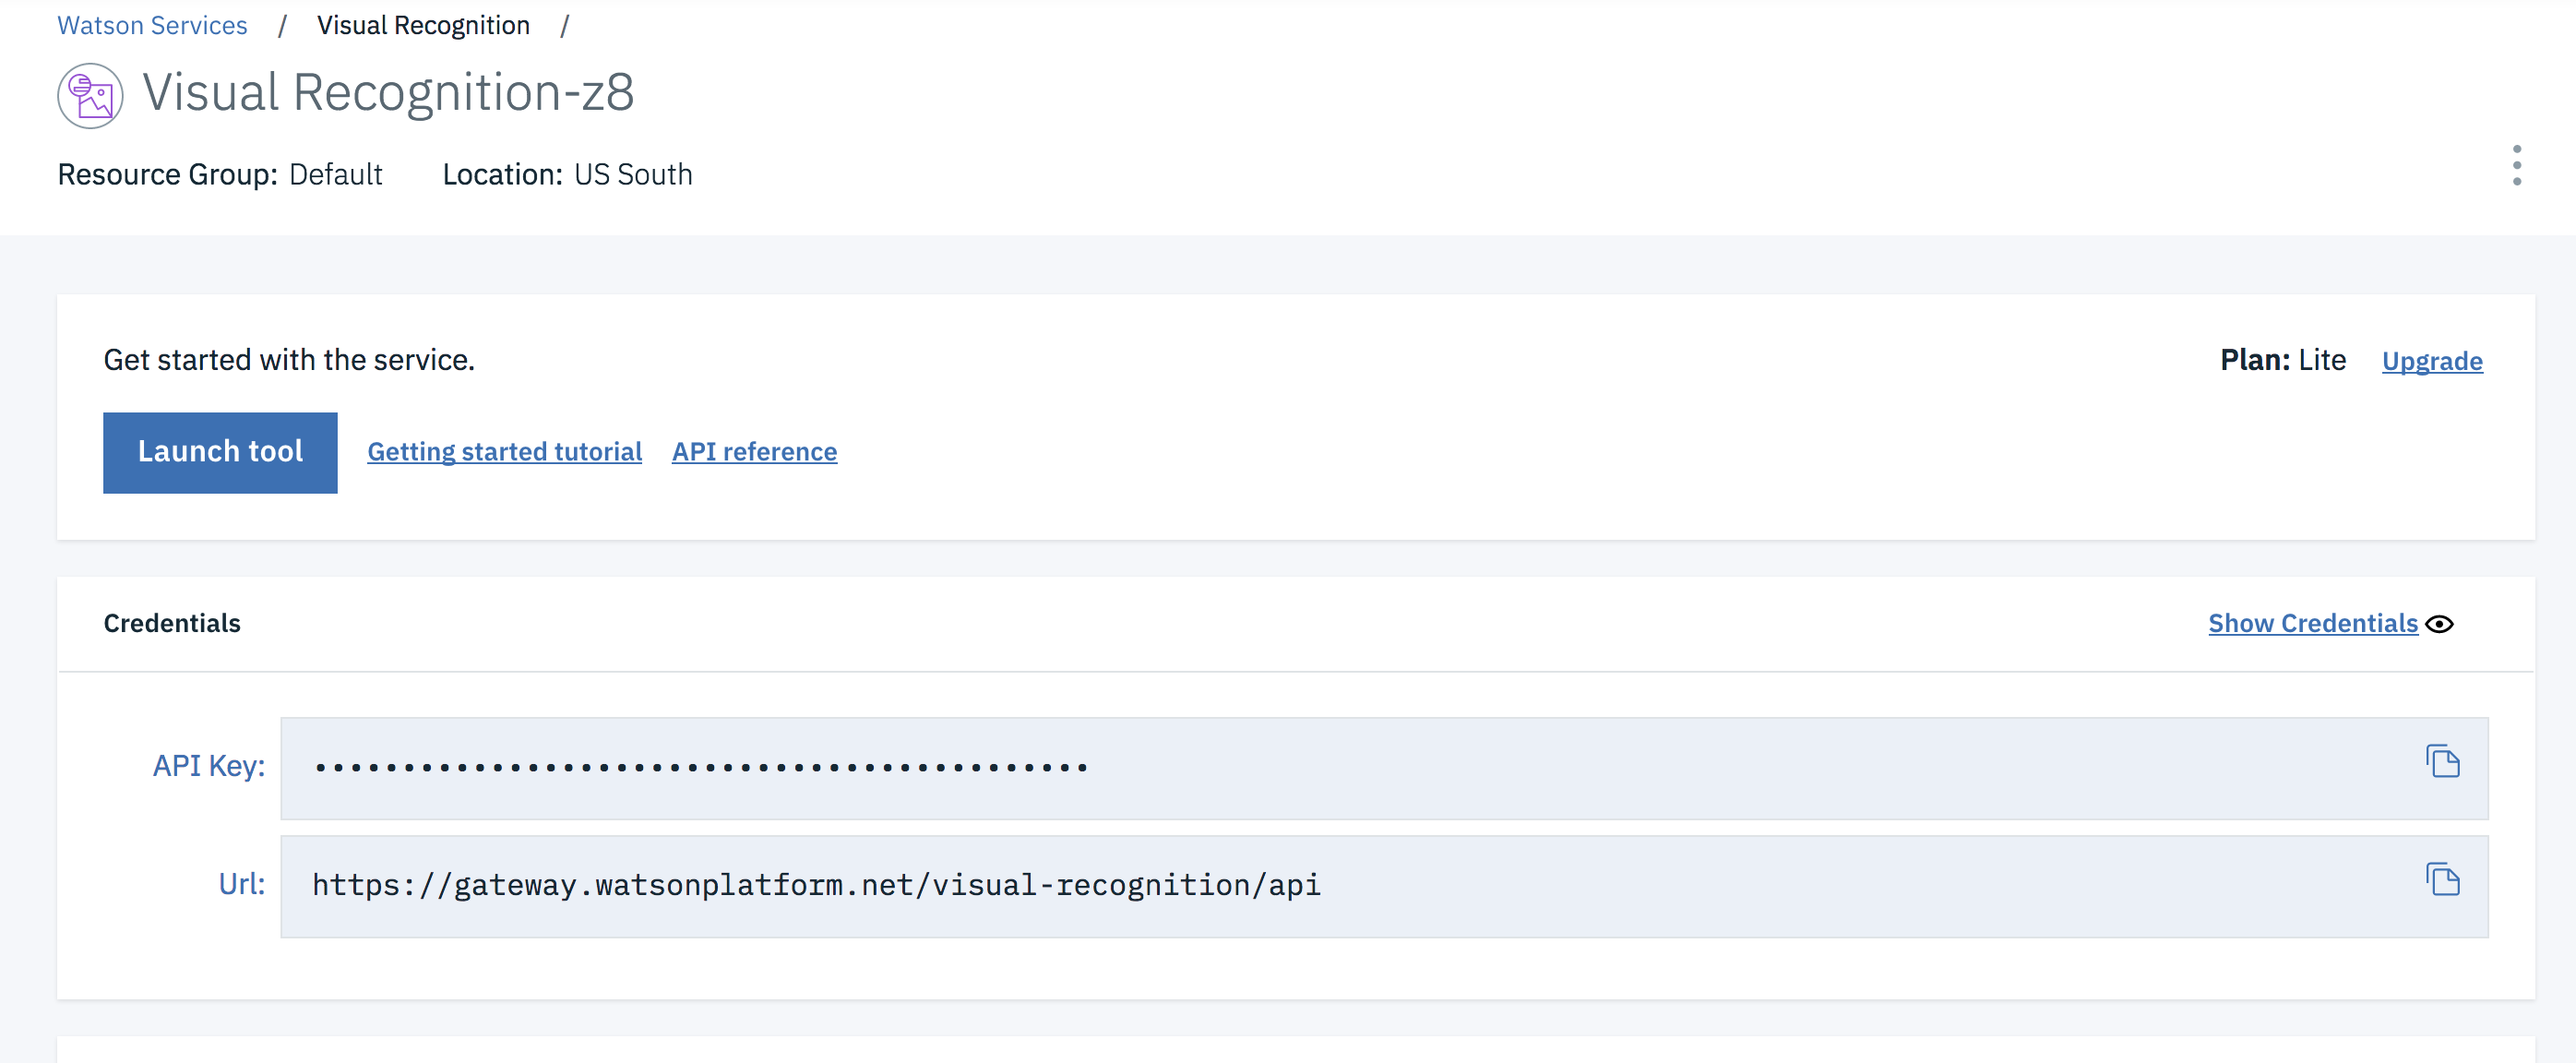 Watson Services / Visual Recognition /
Visual Recognition-z8
Resource Group: Default Location: US South
Get started with the service. Plan: Lite Upgrade
Launch tool Getting started tutorial API reference
Credentials Show Credentials
API Key: ••••••••••••••••••••••••••••••••••••••••••••
Url: https://gateway.watsonplatform.net/visual-recognition/api